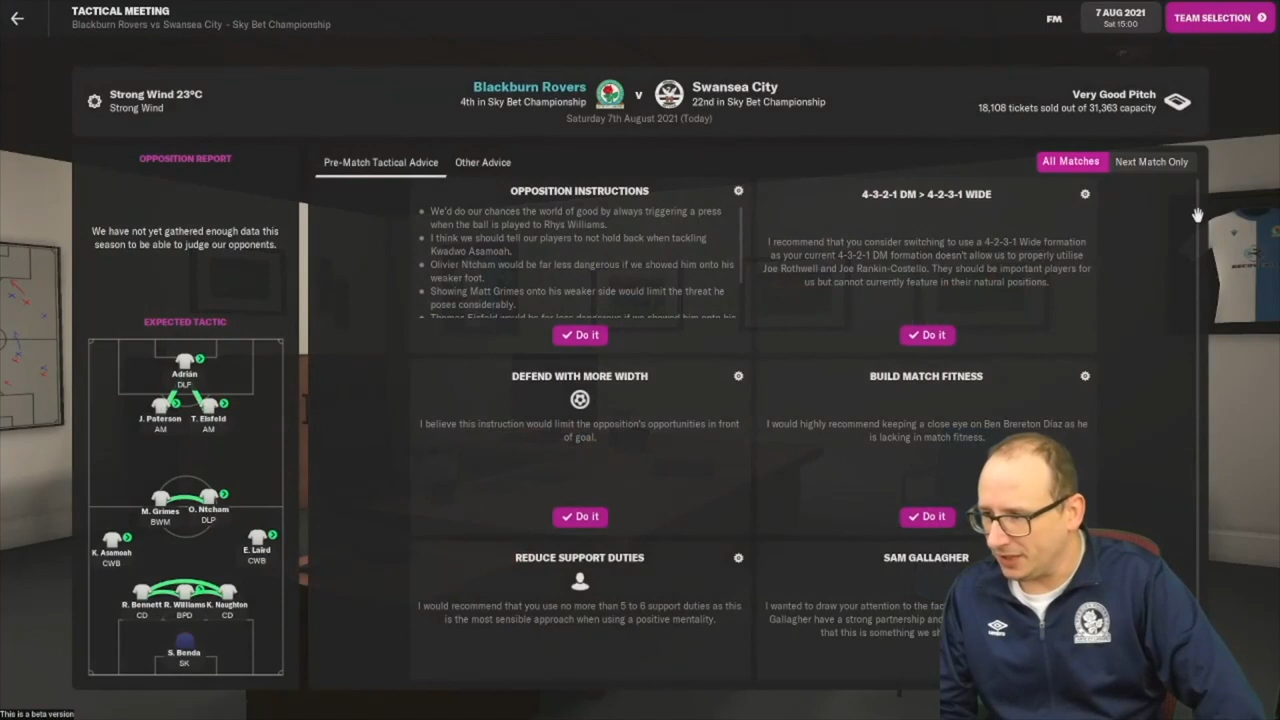 TACTICAL MEETING
Blackburn Rovers vs Swansea City - Sky Bet Championship
FM
7 AUG 2021
Sat 15:00
TEAM SELECTION
Strong Wind 23°C
Strong Wind
Blackburn Rovers
4th in Sky Bet Championship
v
Swansea City
22nd in Sky Bet Championship
Saturday 7th August 2021 (Today)
Very Good Pitch
18,108 tickets sold out of 31,363 capacity
OPPOSITION REPORT
We have not yet gathered enough data this
season to be able to judge our opponents.
EXPECTED TACTIC
Adrián
DLF
J. Paterson
AM
T. Eisfeld
AM
M. Grimes
BWM
O. Ntcham
DLP
K. Asamoah
CWB
E. Laird
CWB
R. Bennett
CD
R. Williams
BPD
K. Naughton
CD
S. Benda
SK
Pre-Match Tactical Advice
Other Advice
All Matches
Next Match Only
OPPOSITION INSTRUCTIONS
• We'd do our chances the world of good by always triggering a press
when the ball is played to Rhys Williams.
• I think we should tell our players to not hold back when tackling
Kwadwo Asamoah.
• Olivier Ntcham would be far less dangerous if we showed him onto his
weaker foot.
• Showing Matt Grimes onto his weaker side would limit the threat he
poses considerably.
• Thomas Eisfeld would be far less dangerous if we showed him onto his
Do it
4-3-2-1 DM > 4-2-3-1 WIDE
I recommend that you consider switching to use a 4-2-3-1 Wide formation
as your current 4-3-2-1 DM formation doesn't allow us to properly utilise
Joe Rothwell and Joe Rankin-Costello. They should be important players for
us but cannot currently feature in their natural positions.
Do it
DEFEND WITH MORE WIDTH
I believe this instruction would limit the opposition's opportunities in front
of goal.
Do it
BUILD MATCH FITNESS
I would highly recommend keeping a close eye on Ben Brereton Díaz as he
is lacking in match fitness.
Do it
REDUCE SUPPORT DUTIES
I would recommend that you use no more than 5 to 6 support duties as this
is the most sensible approach when using a positive mentality.
SAM GALLAGHER
I wanted to draw your attention to the fac
Gallagher have a strong partnership and
that this is something we sh
umbro
This is a beta version